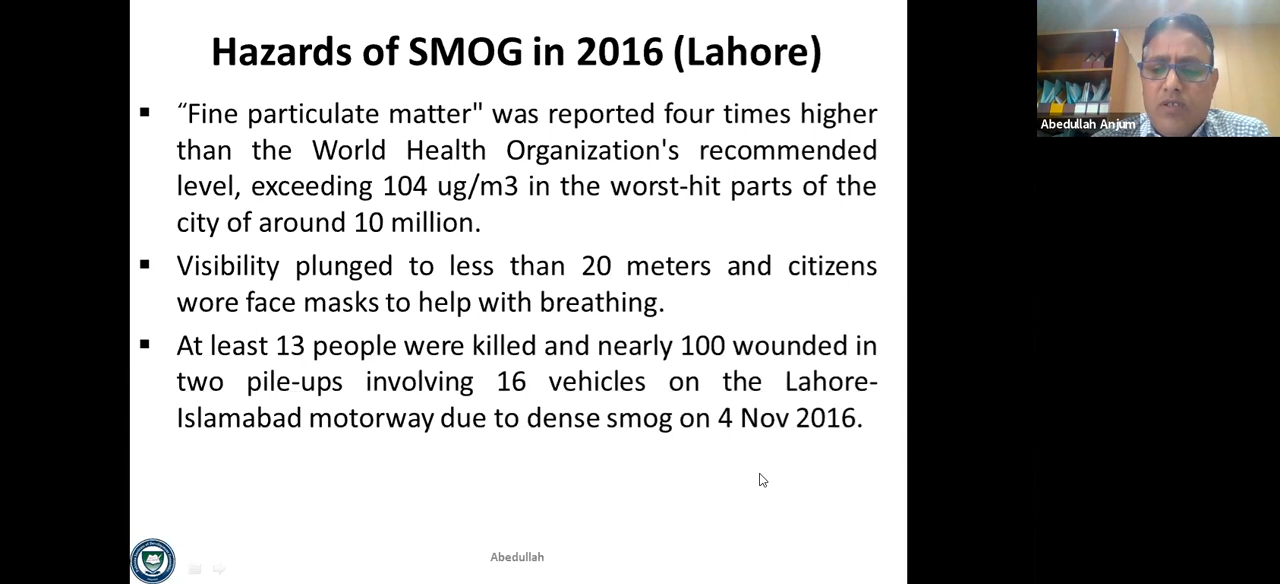 Hazards of SMOG in 2016 (Lahore)
▪ “Fine particulate matter" was reported four times higher
than the World Health Organization's recommended
level, exceeding 104 ug/m3 in the worst-hit parts of the
city of around 10 million.
▪ Visibility plunged to less than 20 meters and citizens
wore face masks to help with breathing.
▪ At least 13 people were killed and nearly 100 wounded in
two pile-ups involving 16 vehicles on the Lahore-
Islamabad motorway due to dense smog on 4 Nov 2016.
Abedullah
Abedullah Anjum